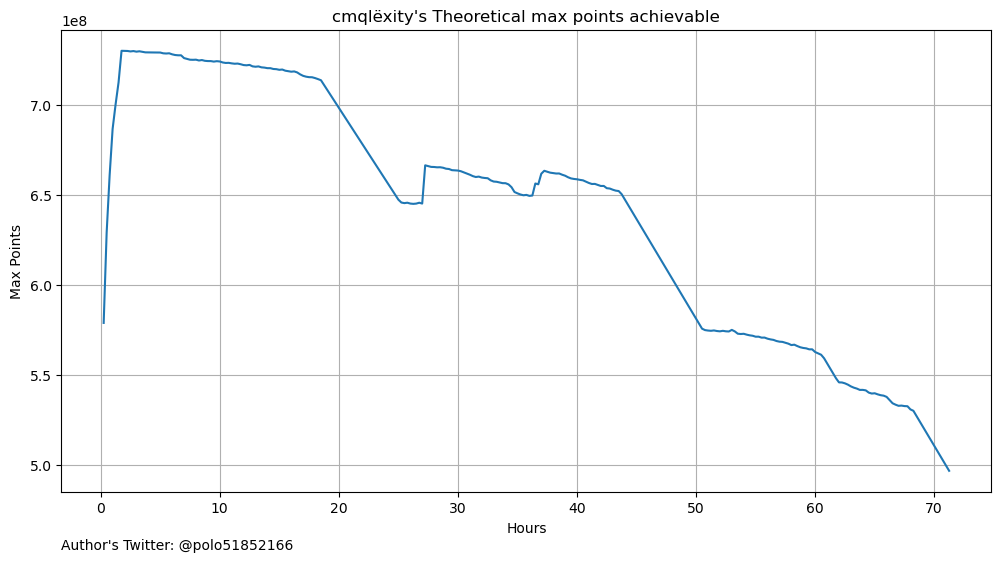 cmqlëxity's Theoretical max points achievable
1e8
7.0
6.5
6.0
5.5
5.0
Max Points
0 10 20 30 40 50 60 70
Hours
Author's Twitter: @polo51852166